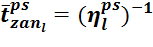 t̄^{ps}_{zan_l} = (η^{ps}_l)^{-1}